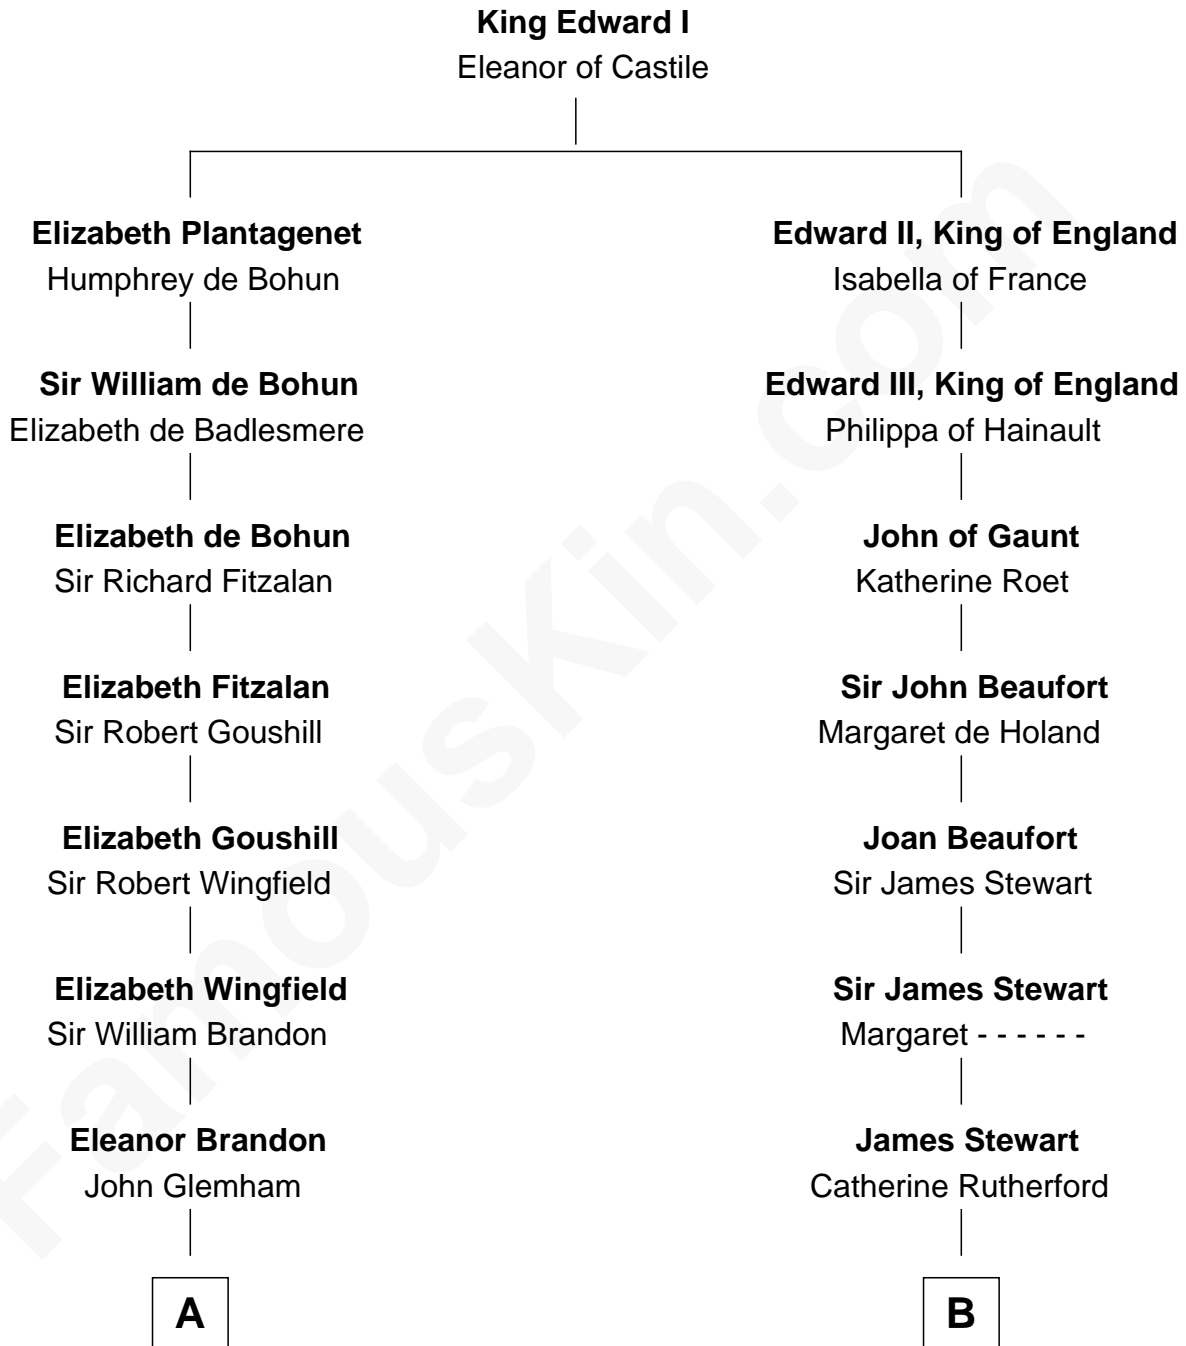 King Edward I
Eleanor of Castile
Elizabeth Plantagenet
Humphrey de Bohun
Edward II, King of England
Isabella of France
Sir William de Bohun
Elizabeth de Badlesmere
Edward III, King of England
Philippa of Hainault
Elizabeth de Bohun
Sir Richard Fitzalan
John of Gaunt
Katherine Roet
Elizabeth Fitzalan
Sir Robert Goushill
Sir John Beaufort
Margaret de Holand
Elizabeth Goushill
Sir Robert Wingfield
Joan Beaufort
Sir James Stewart
Elizabeth Wingfield
Sir William Brandon
Sir James Stewart
Margaret - - - - - -
Eleanor Brandon
John Glemham
James Stewart
Catherine Rutherford
A
B
FamousKin.com